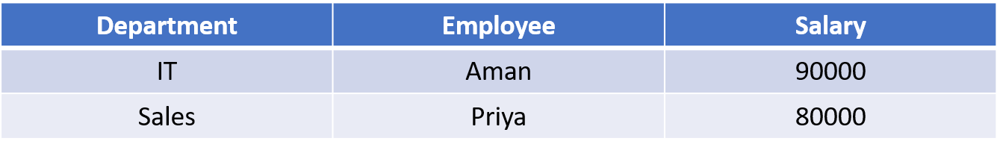 Department Employee Salary
IT Aman 90000
Sales Priya 80000